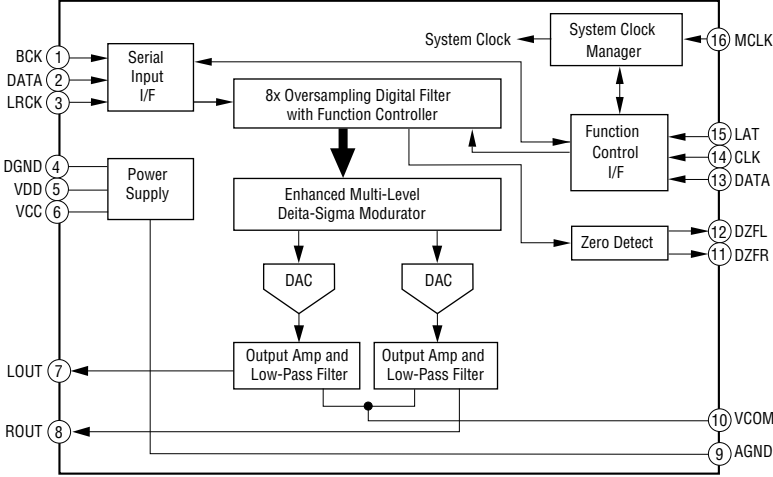 BCK 1
DATA 2
LRCK 3
Serial
Input
I/F
System Clock
System Clock
Manager
16 MCLK
8x Oversampling Digital Filter
with Function Controller
Function
Control
I/F
15 LAT
14 CLK
13 DATA
DGND 4
VDD 5
VCC 6
Power
Supply
Enhanced Multi-Level
Deita-Sigma Modurator
Zero Detect
12 DZFL
11 DZFR
DAC
DAC
Output Amp and
Low-Pass Filter
Output Amp and
Low-Pass Filter
LOUT 7
ROUT 8
10 VCOM
9 AGND